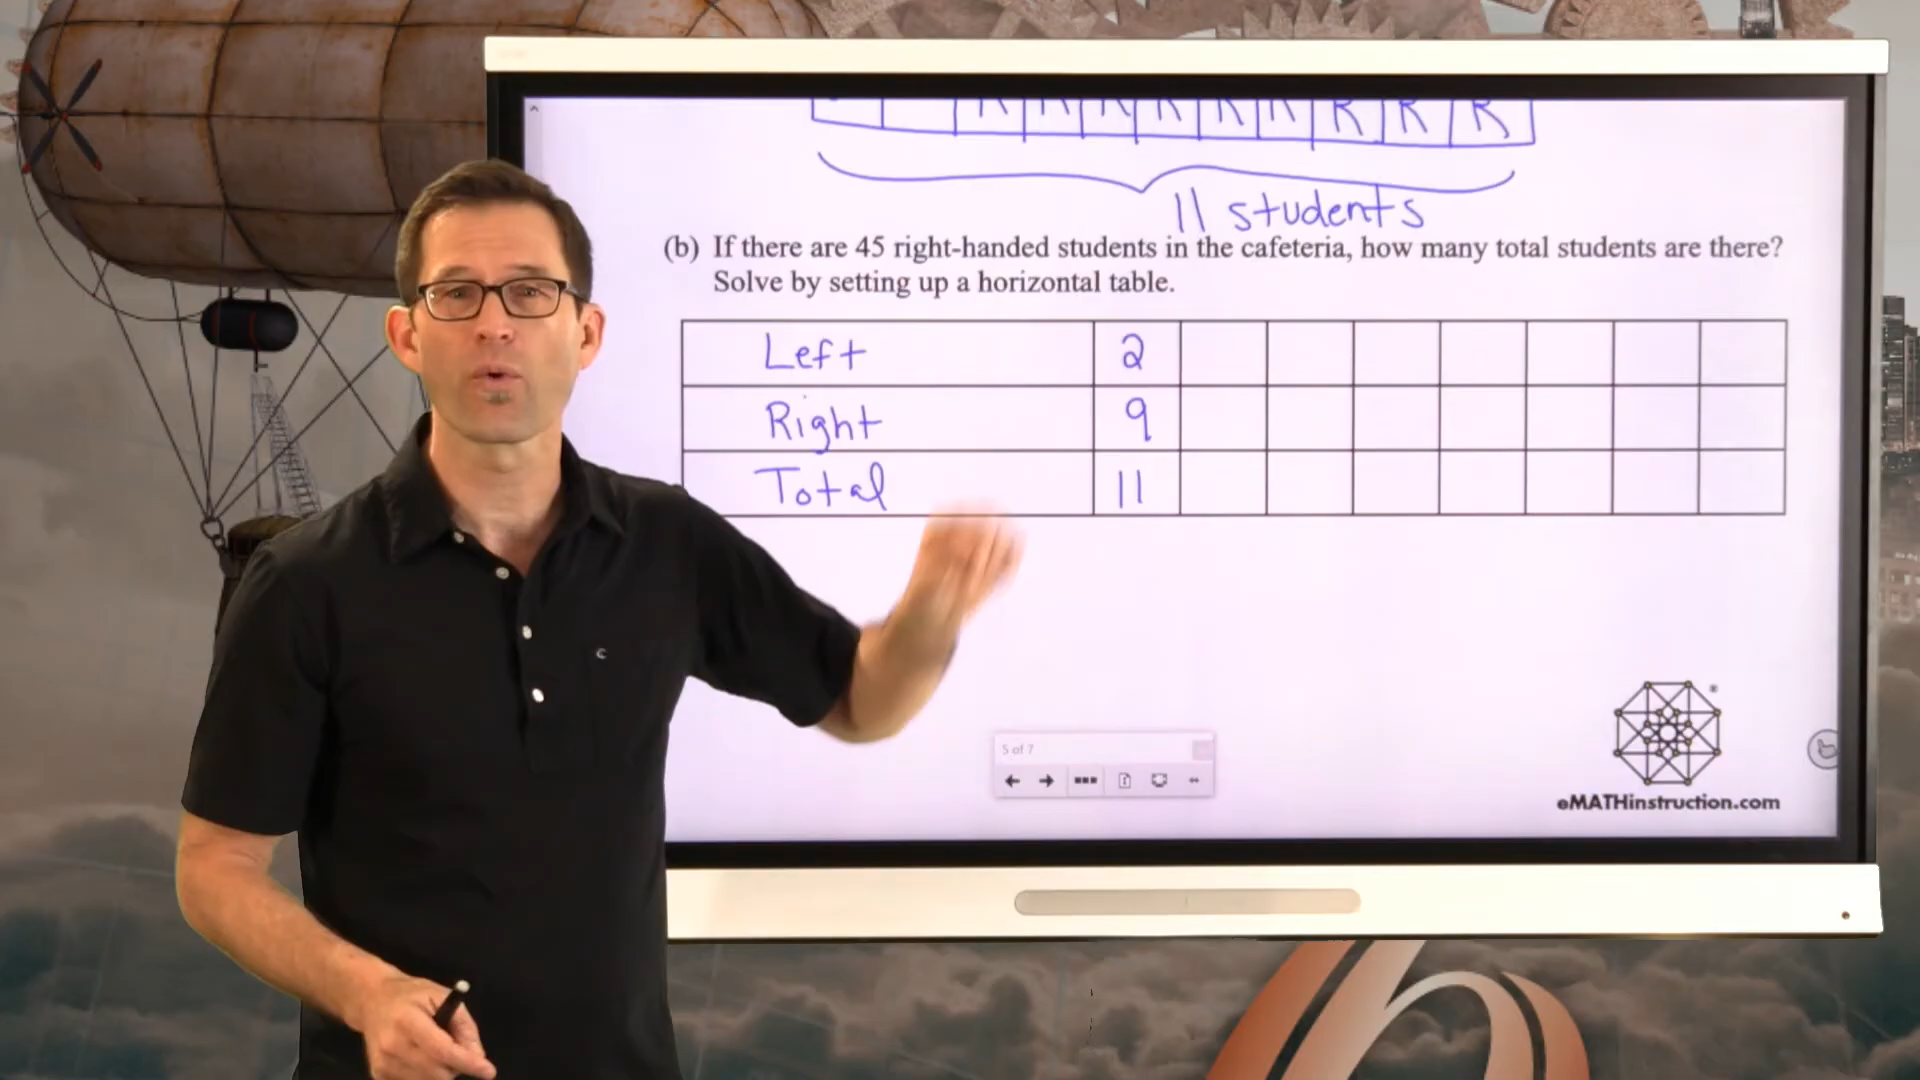 R R R R R R R R R
11 students
(b) If there are 45 right-handed students in the cafeteria, how many total students are there?
Solve by setting up a horizontal table.
Left 2
Right 9
Total 11
5 of 7
eMATHinstruction.com